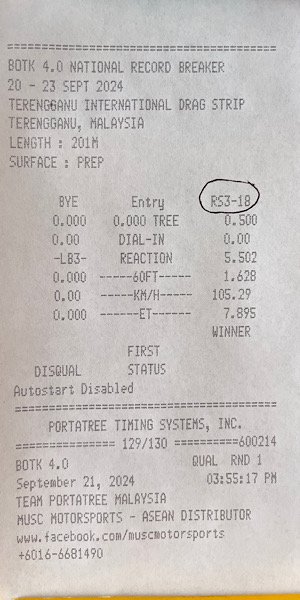 ================================
BOTK 4.0 NATIONAL RECORD BREAKER
20 - 23 SEPT 2024
TERENGGANU INTERNATIONAL DRAG STRIP
TERENGGANU, MALAYSIA
LENGTH : 201M
SURFACE : PREP
BYE Entry RS3-18
0.000 0.000 TREE 0.500
0.00 DIAL-IN 0.00
-LB3- REACTION 5.502
0.000 ------60FT----- 1.628
0.00 ------KM/H----- 105.29
0.000 ------ET------ 7.895
WINNER
FIRST
DISQUAL STATUS
Autostart Disabled
================================
PORTATREE TIMING SYSTEMS, INC.
============== 129/130 =========600214
BOTK 4.0 QUAL RND 1
September 21, 2024 03:55:17 PM
TEAM PORTATREE MALAYSIA
MUSC MOTORSPORTS - ASEAN DISTRIBUTOR
www.facebook.com/muscmotorsports
+6016-6681490